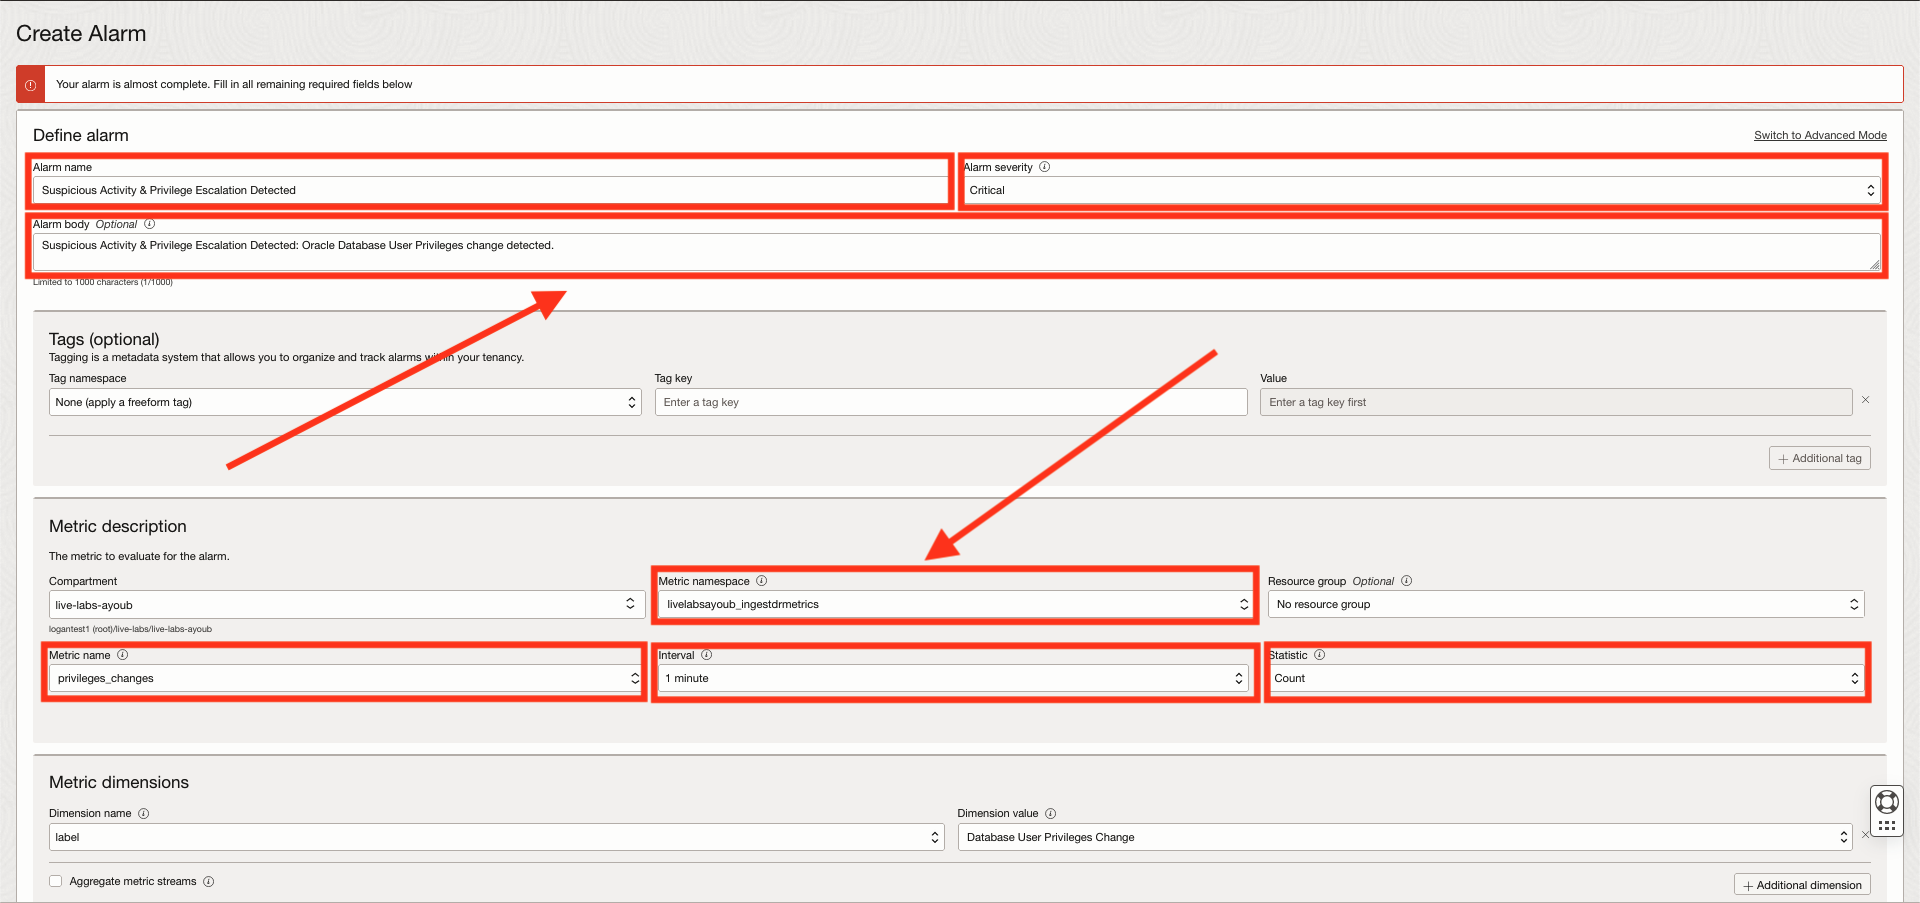 Create Alarm
Your alarm is almost complete. Fill in all remaining required fields below
Define alarm
Switch to Advanced Mode
Alarm name
Alarm severity
Suspicious Activity & Privilege Escalation Detected
Critical
Alarm body Optional
Suspicious Activity & Privilege Escalation Detected: Oracle Database User Privileges change detected.
Limited to 1000 characters (1/1000)
Tags (optional)
Tagging is a metadata system that allows you to organize and track alarms within your tenancy.
Tag namespace
Tag key
Value
None (apply a freeform tag)
Enter a tag key
Enter a tag key first
+ Additional tag
Metric description
The metric to evaluate for the alarm.
Compartment
Metric namespace
Resource group Optional
live-labs-ayoub
livelabsayoub_ingestdrmetrics
No resource group
logantest1 (root)/live-labs/live-labs-ayoub
Metric name
Interval
Statistic
privileges_changes
1 minute
Count
Metric dimensions
Dimension name
Dimension value
label
Database User Privileges Change
Aggregate metric streams
+ Additional dimension